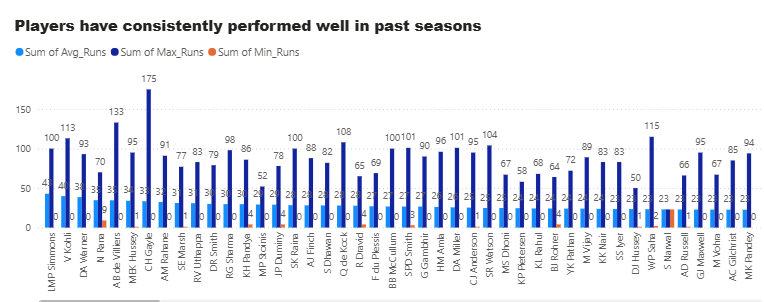 Players have consistently performed well in past seasons
Sum of Avg_Runs Sum of Max_Runs Sum of Min_Runs
175
150
133
113 115
100 93 95 91 83 98 86 100 88 108 100 101 90 96 101 95 104 89 83 83 95 85 94
100
70 77 79 78 82 65 69 67 58 68 64 72 66 67
52 50
50
0
LMP Simmons
V Kohli
DA Warner
N Rana
AB de Villiers
MEK Hussey
CH Gayle
AM Rahane
SE Marsh
RV Uthappa
DR Smith
RG Sharma
KH Pandya
MP Stoinis
JP Duminy
SK Raina
AJ Finch
S Dhawan
Q de Kock
R Dravid
F du Plessis
BB McCullum
SPD Smith
G Gambhir
HM Amla
DA Miller
CJ Anderson
SR Watson
MS Dhoni
KP Pietersen
KL Rahul
BJ Rohrer
YK Pathan
M Vijay
KK Nair
SS Iyer
DJ Hussey
WP Saha
S Narwal
AD Russell
GJ Maxwell
M Vohra
AC Gilchrist
MK Pandey